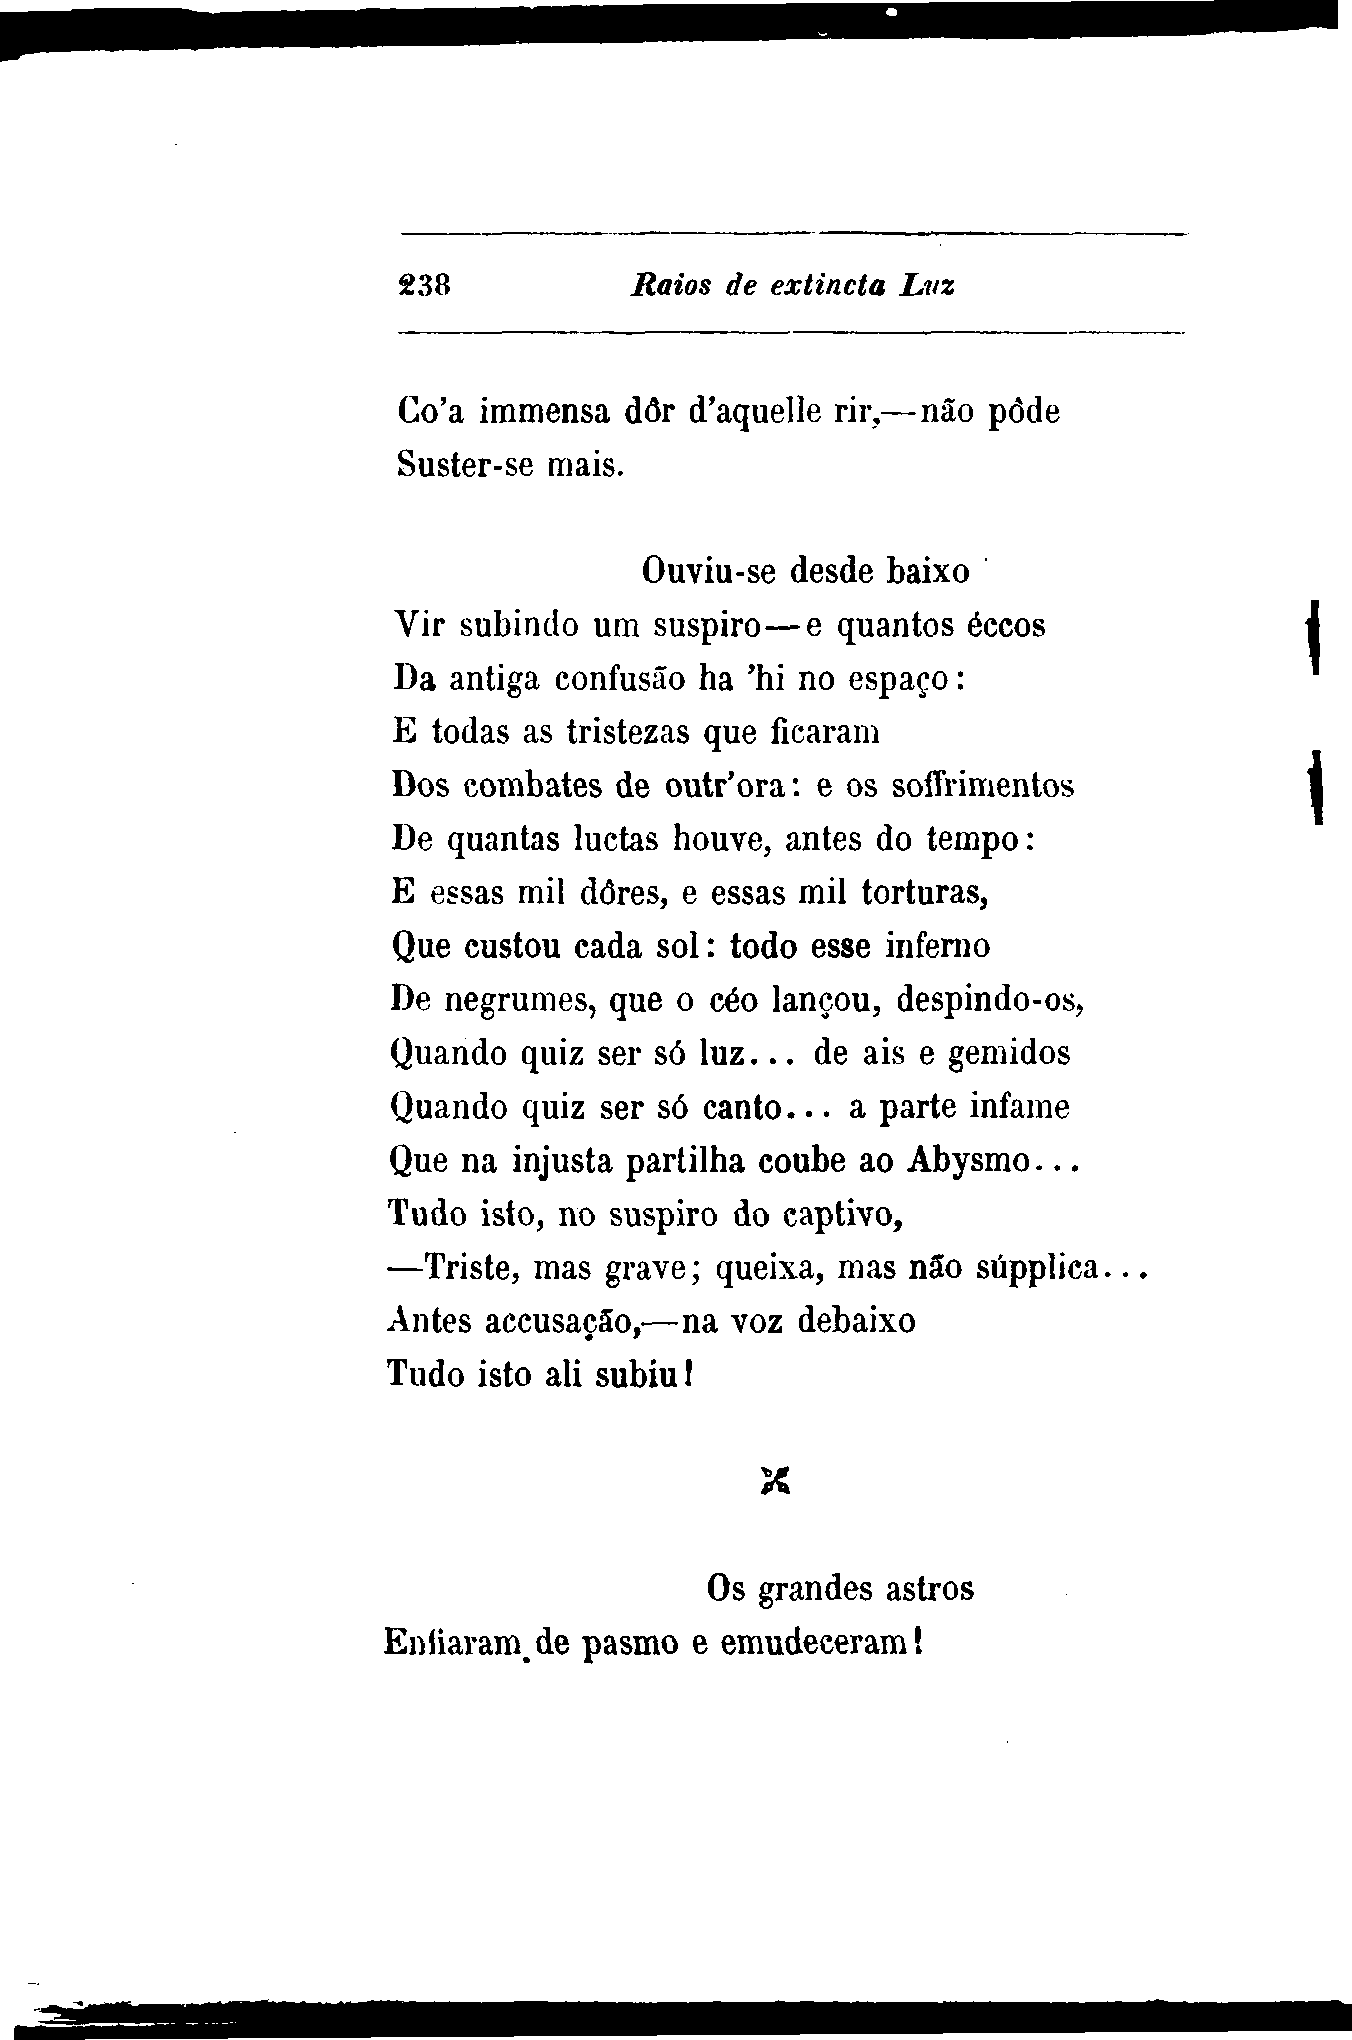 238 Raios de extincta Luz
Co'a immensa dôr d'aquelle rir,—não pôde
Suster-se mais.
Ouviu-se desde baixo
Vir subindo um suspiro—e quantos éccos
Da antiga confusão ha 'hi no espaço:
E todas as tristezas que ficaram
Dos combates de outr'ora: e os soffrimentos
De quantas luctas houve, antes do tempo:
E essas mil dôres, e essas mil torturas,
Que custou cada sol: todo esse inferno
De negrumes, que o céo lançou, despindo-os,
Quando quiz ser só luz... de ais e gemidos
Quando quiz ser só canto... a parte infame
Que na injusta partilha coube ao Abysmo...
Tudo isto, no suspiro do captivo,
—Triste, mas grave; queixa, mas não súpplica...
Antes accusação,—na voz debaixo
Tudo isto ali subiu!
Os grandes astros
Enfiaram de pasmo e emudeceram!